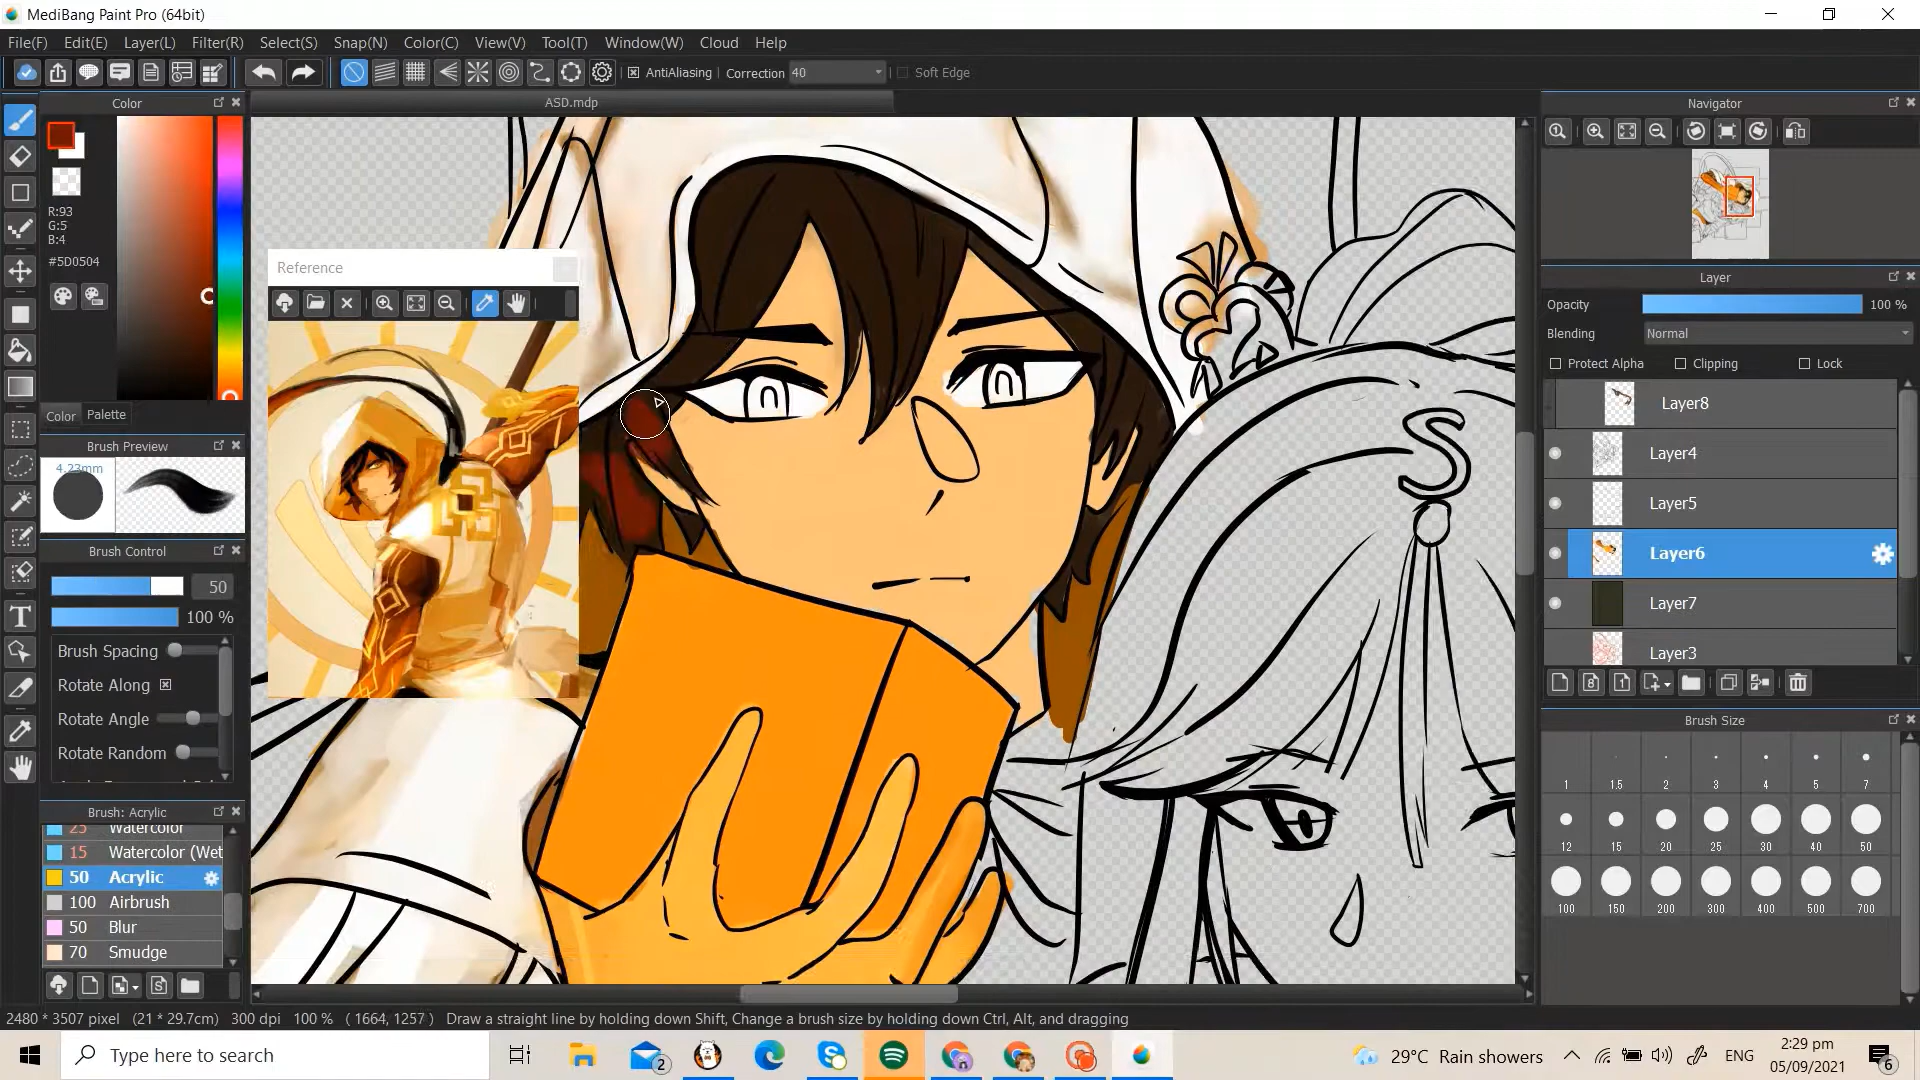 MediBang Paint Pro (64bit)
File(F) Edit(E) Layer(L) Filter(R) Select(S) Snap(N) Color(C) View(V) Tool(T) Window(W) Cloud Help
AntiAliasing Correction 40 Soft Edge
Color
ASD.mdp
Navigator
R:93
G:5
B:4
#5D0504
Color Palette
Brush Preview
4.23mm
Brush Control
50
100 %
Brush Spacing
Rotate Along
Rotate Angle
Rotate Random
Brush: Acrylic
25 Watercolor
15 Watercolor (Wet
50 Acrylic
100 Airbrush
50 Blur
70 Smudge
Reference
S
Layer
Opacity 100 %
Blending Normal
Protect Alpha Clipping Lock
Layer8
Layer4
Layer5
Layer6
Layer7
Layer3
Brush Size
1 1.5 2 3 4 5 7
12 15 20 25 30 40 50
100 150 200 300 400 500 700
2480 * 3507 pixel (21 * 29.7cm) 300 dpi 100 % ( 1664, 1257 ) Draw a straight line by holding down Shift, Change a brush size by holding down Ctrl, Alt, and dragging
Type here to search
2
29°C Rain showers
ENG
2:29 pm
05/09/2021
6